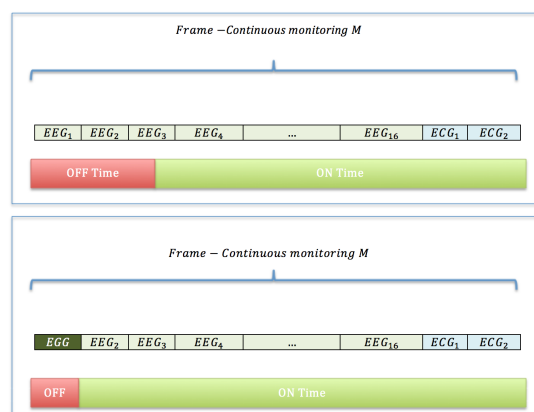 Frame −Continuous monitoring M
EEG₁ EEG₂ EEG₃ EEG₄ ... EEG₁₆ ECG₁ ECG₂
OFF Time ON Time
Frame − Continuous monitoring M
EGG EEG₂ EEG₃ EEG₄ ... EEG₁₆ ECG₁ ECG₂
OFF ON Time